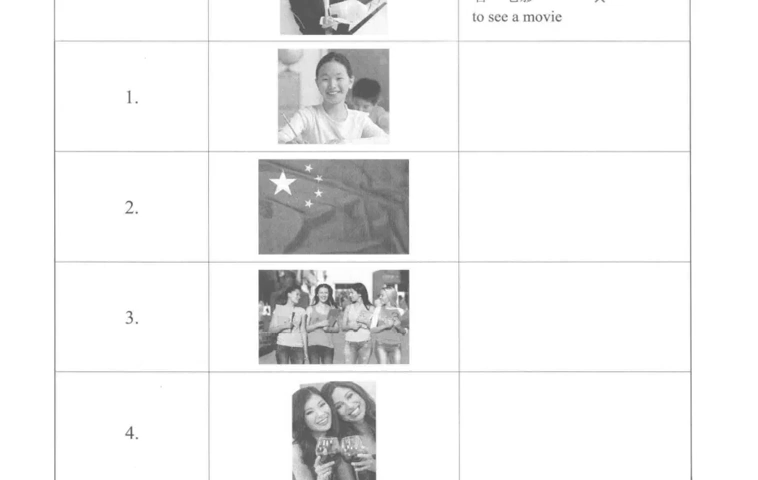 to see a movie
1.
2.
3.
4.